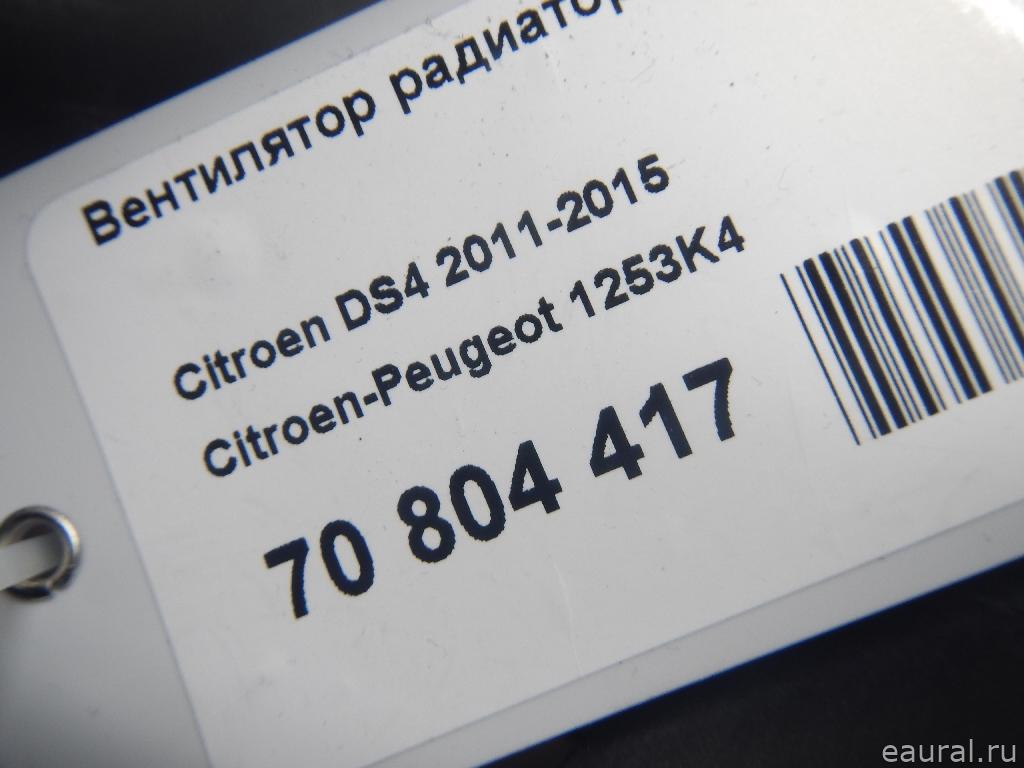 Вентилятор радиатор
Citroen DS4 2011-2015
Citroen-Peugeot 1253K4
70 804 417
eaural.ru